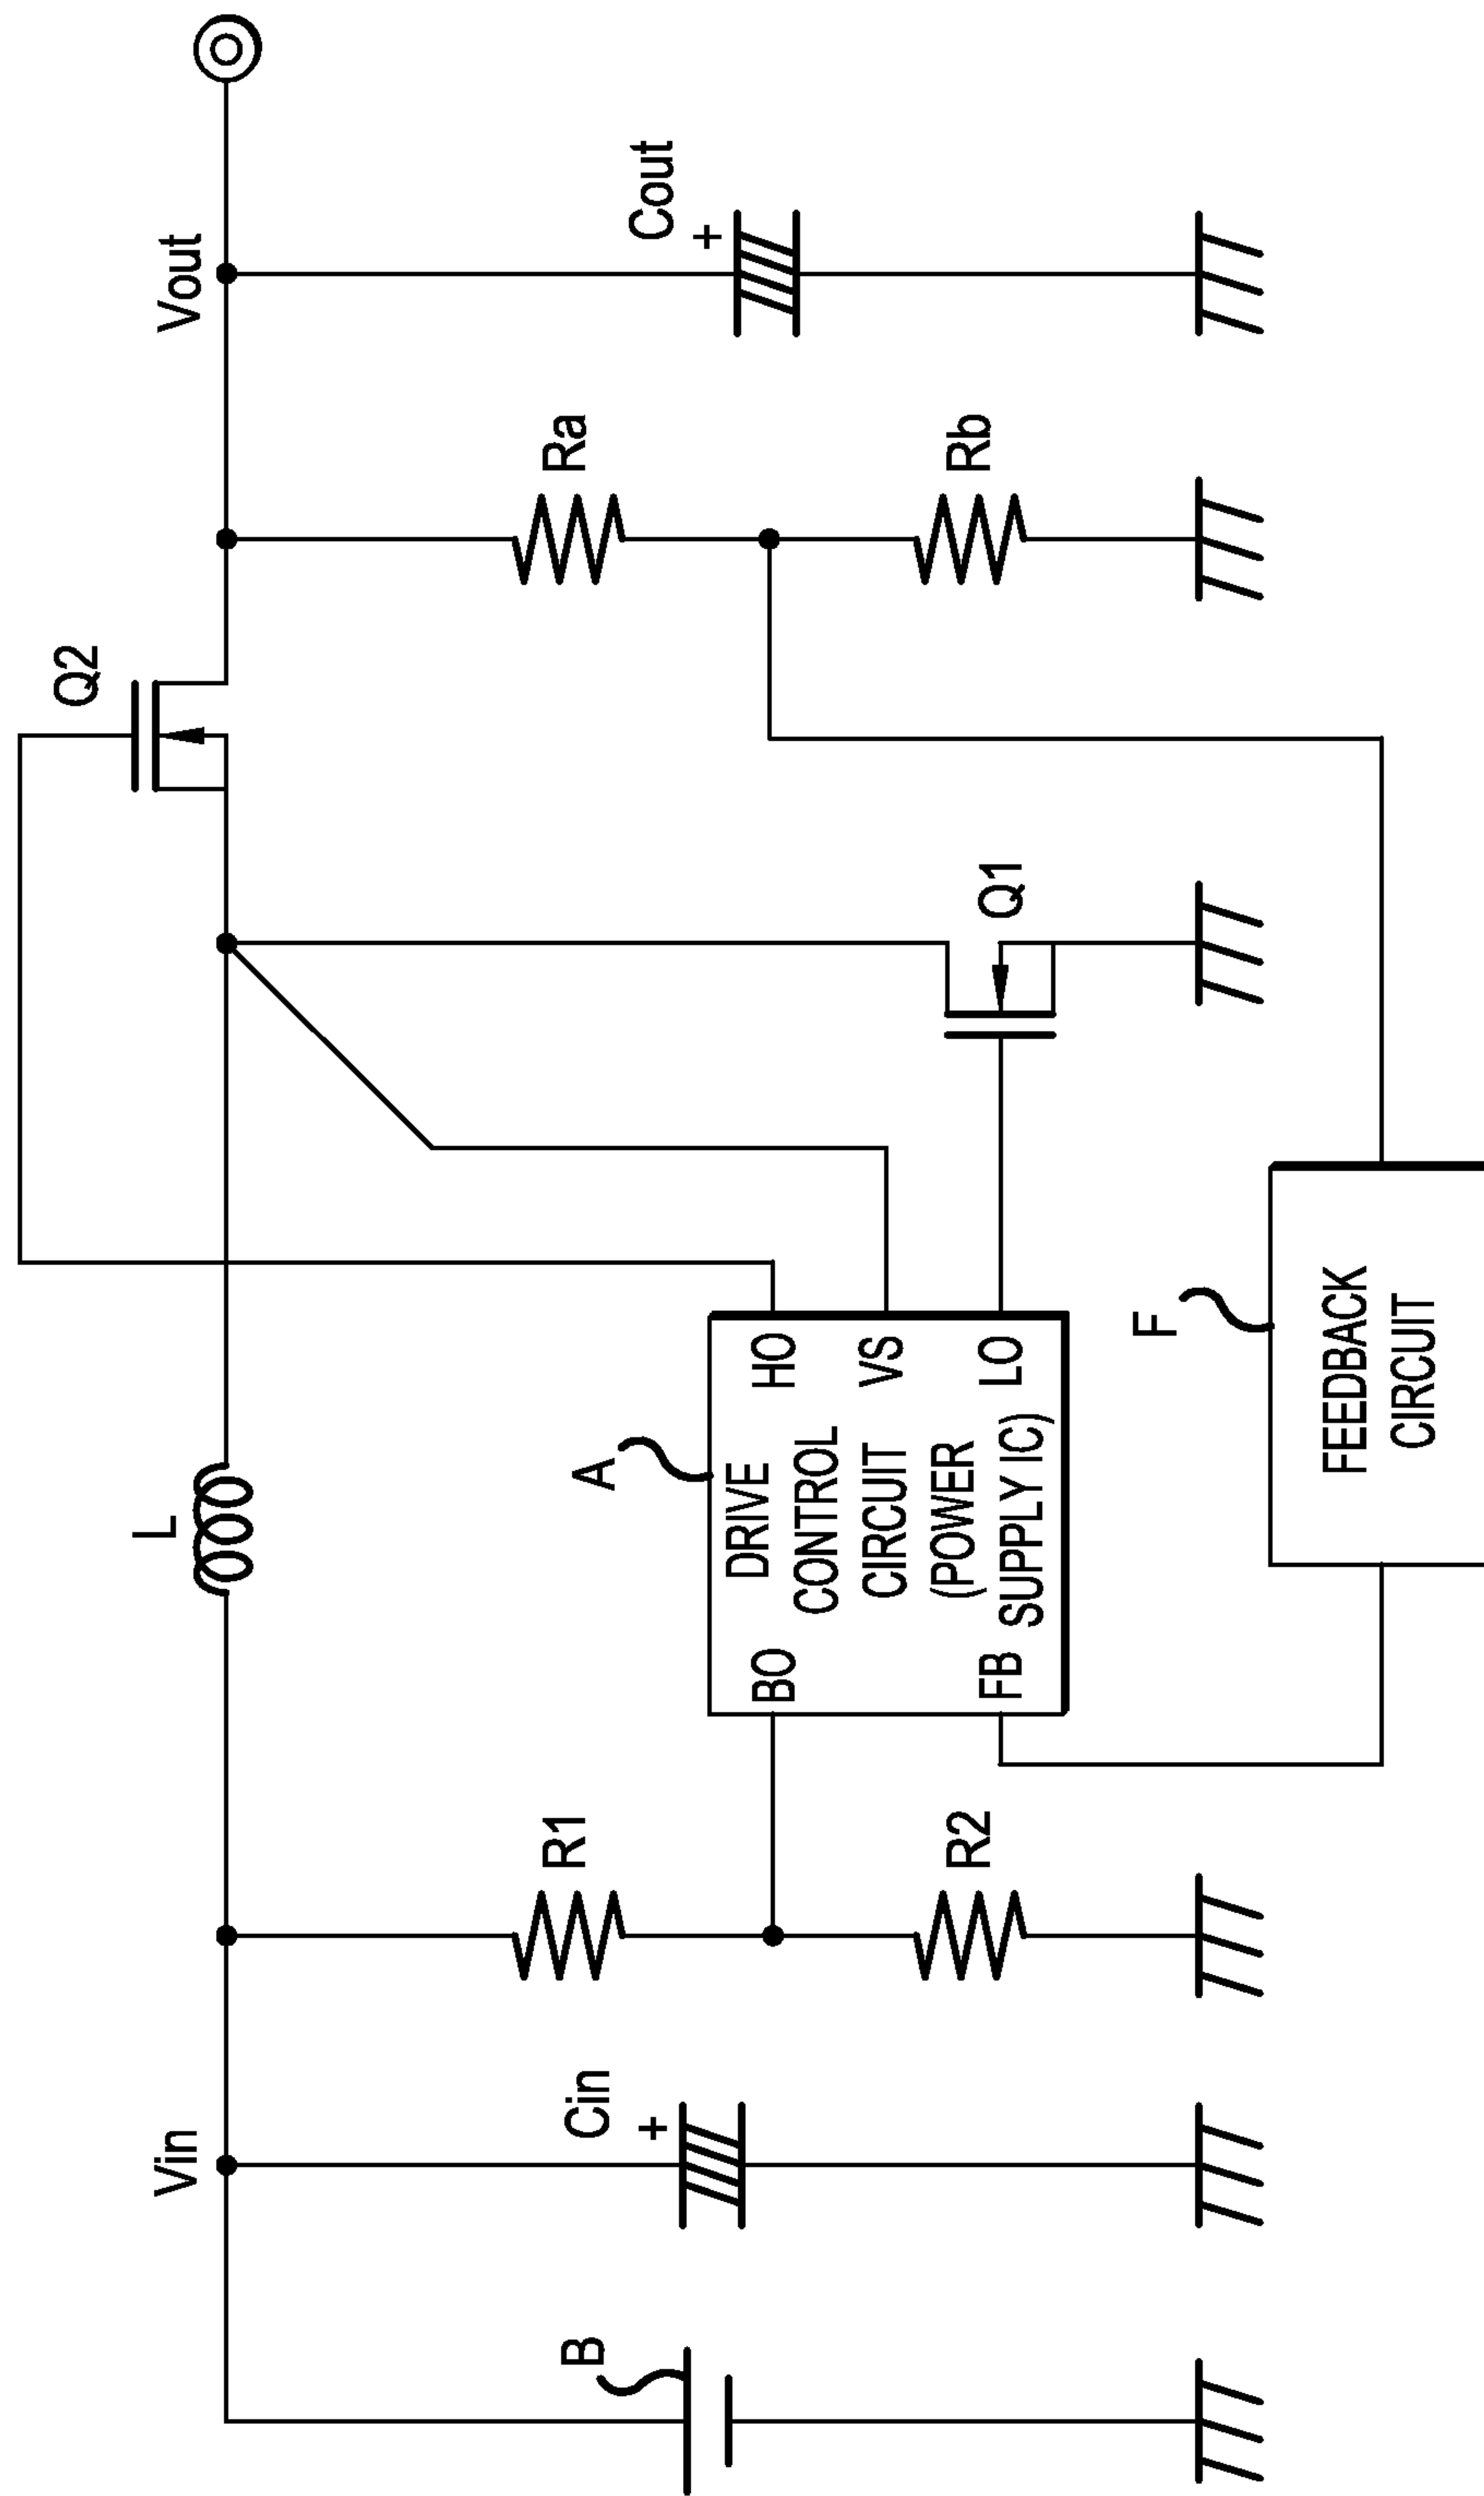 Vin
L
Q2
Vout
B
Cin
+
R1
R2
A
BO
FB
DRIVE
CONTROL
CIRCUIT
(POWER
SUPPLY IC)
HO
VS
LO
Q1
Ra
Rb
Cout
+
F
FEEDBACK
CIRCUIT